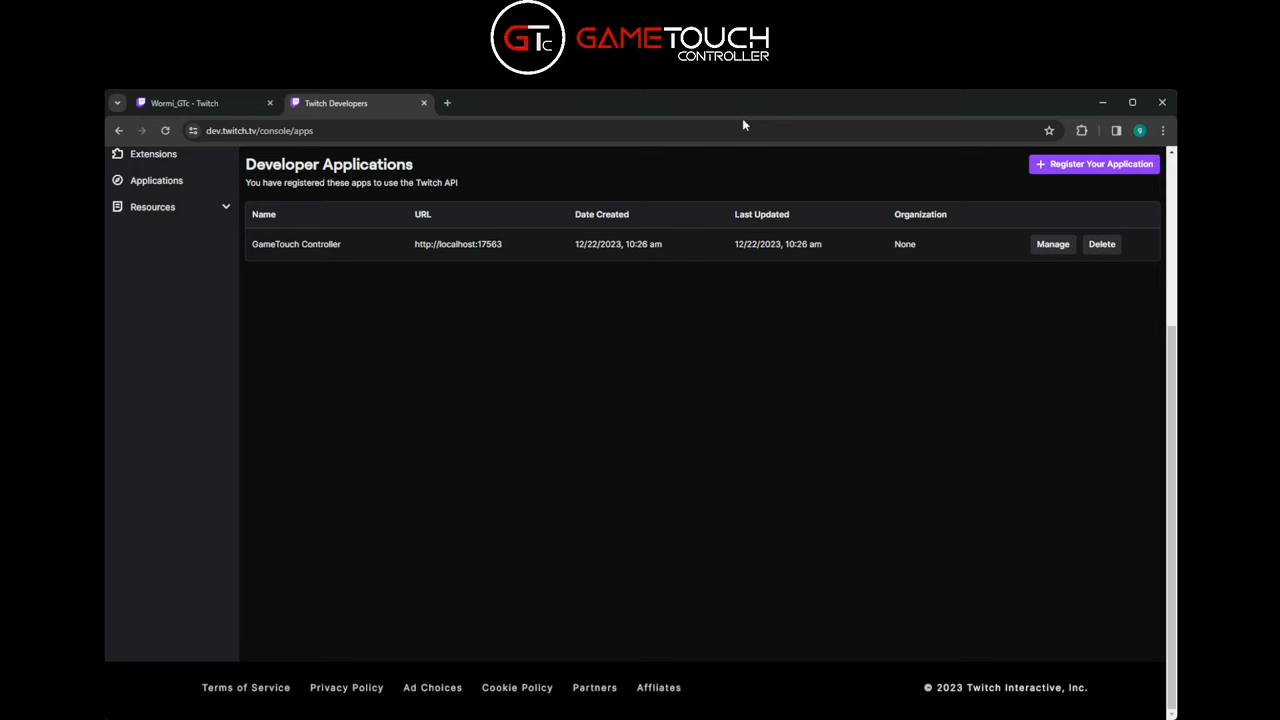 GTc GAMETOUCH
CONTROLLER
Wormi_GTc - Twitch
Twitch Developers
dev.twitch.tv/console/apps
g
Extensions
Applications
Resources
Developer Applications
You have registered these apps to use the Twitch API
+ Register Your Application
Name URL Date Created Last Updated Organization
GameTouch Controller http://localhost:17563 12/22/2023, 10:26 am 12/22/2023, 10:26 am None Manage Delete
Terms of Service Privacy Policy Ad Choices Cookie Policy Partners Affliates © 2023 Twitch Interactive, Inc.